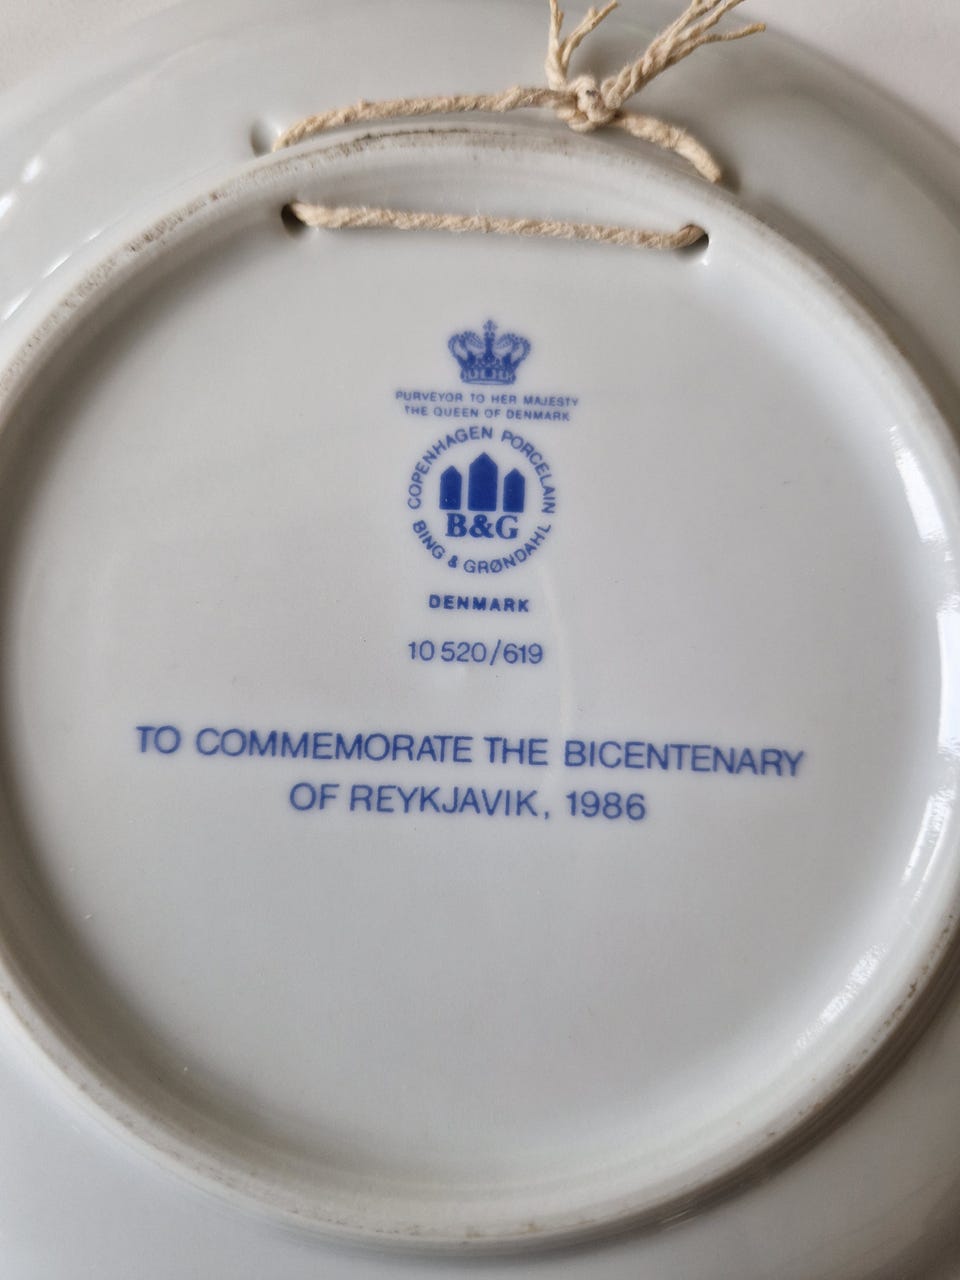 PURVEYOR TO HER MAJESTY
THE QUEEN OF DENMARK
COPENHAGEN PORCELAIN
B&G
BING & GRØNDAHL
DENMARK
10 520/619
TO COMMEMORATE THE BICENTENARY
OF REYKJAVIK, 1986